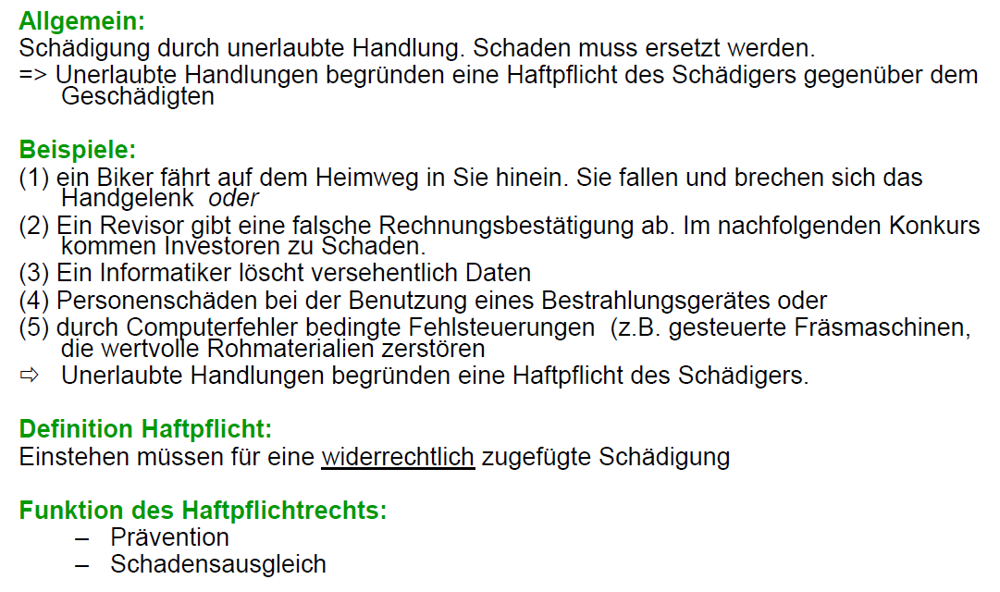 Allgemein:
Schädigung durch unerlaubte Handlung. Schaden muss ersetzt werden.
=> Unerlaubte Handlungen begründen eine Haftpflicht des Schädigers gegenüber dem
Geschädigten
Beispiele:
(1) ein Biker fährt auf dem Heimweg in Sie hinein. Sie fallen und brechen sich das
Handgelenk oder
(2) Ein Revisor gibt eine falsche Rechnungsbestätigung ab. Im nachfolgenden Konkurs
kommen Investoren zu Schaden.
(3) Ein Informatiker löscht versehentlich Daten
(4) Personenschäden bei der Benutzung eines Bestrahlungsgerätes oder
(5) durch Computerfehler bedingte Fehlsteuerungen (z.B. gesteuerte Fräsmaschinen,
die wertvolle Rohmaterialien zerstören
⇨ Unerlaubte Handlungen begründen eine Haftpflicht des Schädigers.
Definition Haftpflicht:
Einstehen müssen für eine widerrechtlich zugefügte Schädigung
Funktion des Haftpflichtrechts:
– Prävention
– Schadensausgleich